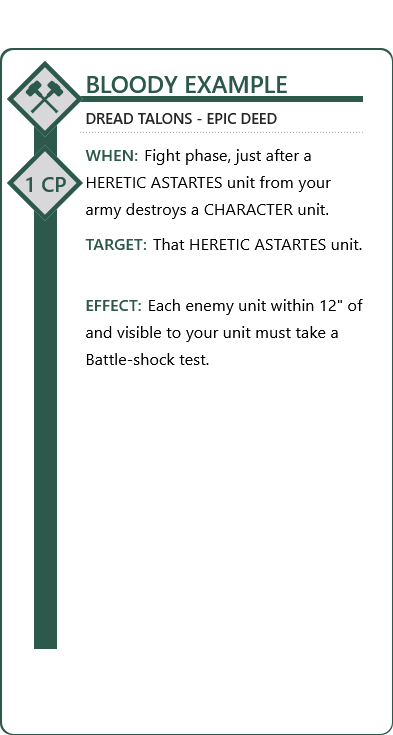 BLOODY EXAMPLE
DREAD TALONS - EPIC DEED
WHEN: Fight phase, just after a
1 CP
HERETIC ASTARTES unit from your
army destroys a CHARACTER unit.
TARGET: That HERETIC ASTARTES unit.
EFFECT: Each enemy unit within 12" of
and visible to your unit must take a
Battle-shock test.